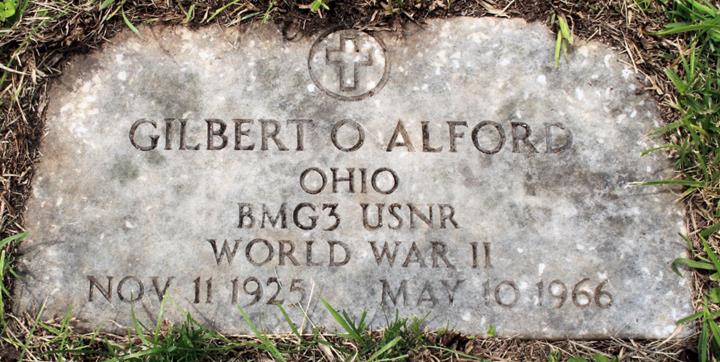 GILBERT O ALFORD
OHIO
BMG3 USNR
WORLD WAR II
NOV 11 1925 MAY 10 1966